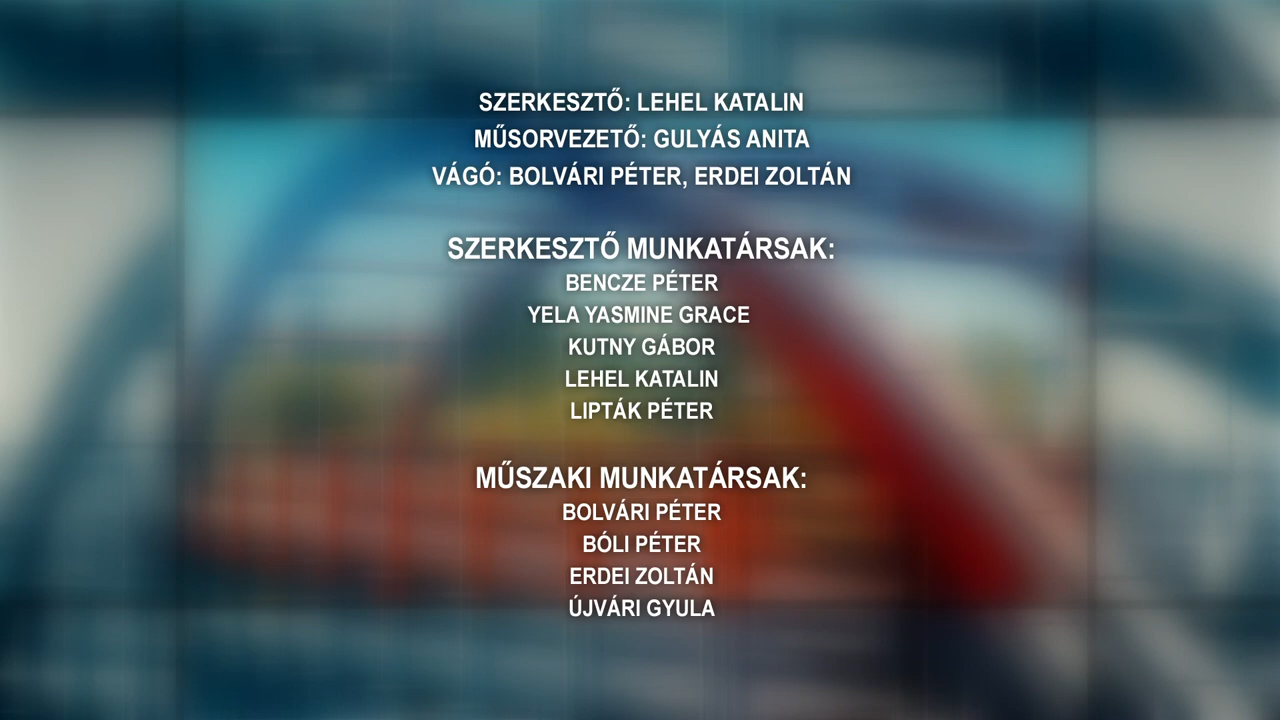 SZERKESZTŐ: LEHEL KATALIN
MŰSORVEZETŐ: GULYÁS ANITA
VÁGÓ: BOLVÁRI PÉTER, ERDEI ZOLTÁN
SZERKESZTŐ MUNKATÁRSAK:
BENCZE PÉTER
YELA YASMINE GRACE
KUTNY GÁBOR
LEHEL KATALIN
LIPTÁK PÉTER
MŰSZAKI MUNKATÁRSAK:
BOLVÁRI PÉTER
BÓLI PÉTER
ERDEI ZOLTÁN
ÚJVÁRI GYULA